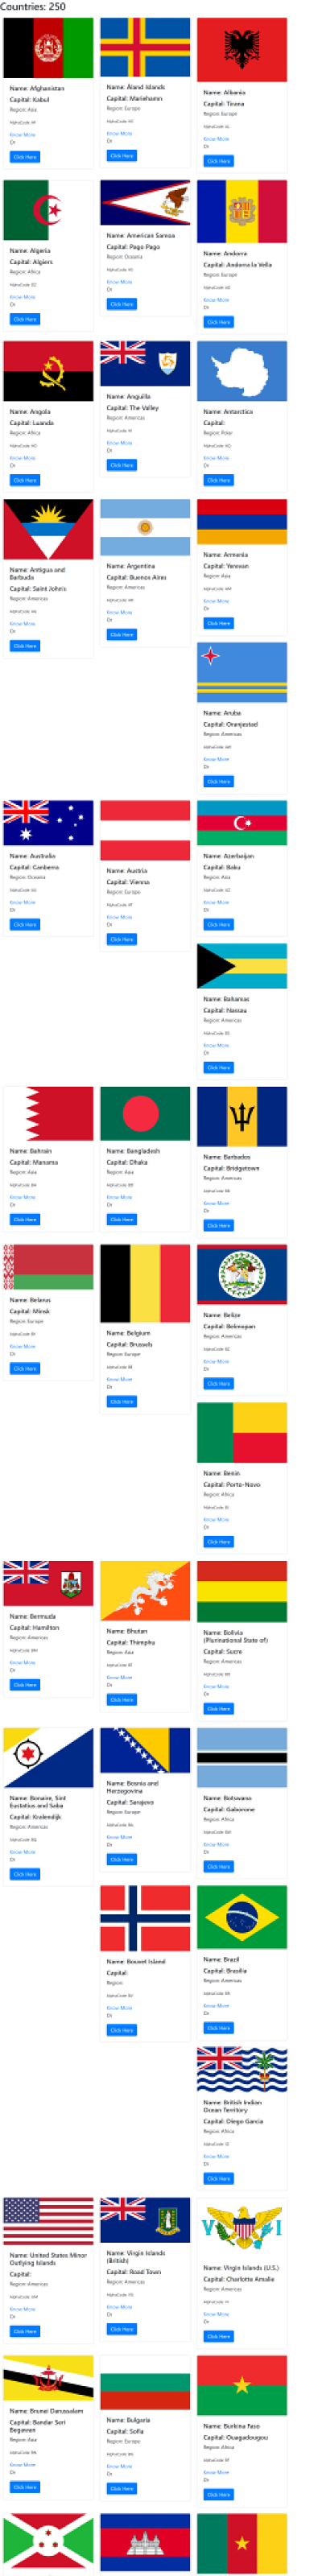 Countries: 250
Name: Afghanistan
Capital: Kabul
Region: Asia
AlphaCode: AF
Know More
Or
Click Here
Name: Åland Islands
Capital: Mariehamn
Region: Europe
AlphaCode: AX
Know More
Or
Click Here
Name: Albania
Capital: Tirana
Region: Europe
AlphaCode: AL
Know More
Or
Click Here
Name: Algeria
Capital: Algiers
Region: Africa
AlphaCode: DZ
Know More
Or
Click Here
Name: American Samoa
Capital: Pago Pago
Region: Oceania
AlphaCode: AS
Know More
Or
Click Here
Name: Andorra
Capital: Andorra la Vella
Region: Europe
AlphaCode: AD
Know More
Or
Click Here
Name: Angola
Capital: Luanda
Region: Africa
AlphaCode: AO
Know More
Or
Click Here
Name: Anguilla
Capital: The Valley
Region: Americas
AlphaCode: AI
Know More
Or
Click Here
Name: Antarctica
Capital:
Region: Polar
AlphaCode: AQ
Know More
Or
Click Here
Name: Antigua and
Barbuda
Capital: Saint John's
Region: Americas
AlphaCode: AG
Know More
Or
Click Here
Name: Argentina
Capital: Buenos Aires
Region: Americas
AlphaCode: AR
Know More
Or
Click Here
Name: Armenia
Capital: Yerevan
Region: Asia
AlphaCode: AM
Know More
Or
Click Here
Name: Aruba
Capital: Oranjestad
Region: Americas
AlphaCode: AW
Know More
Or
Click Here
Name: Australia
Capital: Canberra
Region: Oceania
AlphaCode: AU
Know More
Or
Click Here
Name: Austria
Capital: Vienna
Region: Europe
AlphaCode: AT
Know More
Or
Click Here
Name: Azerbaijan
Capital: Baku
Region: Asia
AlphaCode: AZ
Know More
Or
Click Here
Name: Bahamas
Capital: Nassau
Region: Americas
AlphaCode: BS
Know More
Or
Click Here
Name: Bahrain
Capital: Manama
Region: Asia
AlphaCode: BH
Know More
Or
Click Here
Name: Bangladesh
Capital: Dhaka
Region: Asia
AlphaCode: BD
Know More
Or
Click Here
Name: Barbados
Capital: Bridgetown
Region: Americas
AlphaCode: BB
Know More
Or
Click Here
Name: Belarus
Capital: Minsk
Region: Europe
AlphaCode: BY
Know More
Or
Click Here
Name: Belgium
Capital: Brussels
Region: Europe
AlphaCode: BE
Know More
Or
Click Here
Name: Belize
Capital: Belmopan
Region: Americas
AlphaCode: BZ
Know More
Or
Click Here
Name: Benin
Capital: Porto-Novo
Region: Africa
AlphaCode: BJ
Know More
Or
Click Here
Name: Bermuda
Capital: Hamilton
Region: Americas
AlphaCode: BM
Know More
Or
Click Here
Name: Bhutan
Capital: Thimphu
Region: Asia
AlphaCode: BT
Know More
Or
Click Here
Name: Bolivia
(Plurinational State of)
Capital: Sucre
Region: Americas
AlphaCode: BO
Know More
Or
Click Here
Name: Bonaire, Sint
Eustatius and Saba
Capital: Kralendijk
Region: Americas
AlphaCode: BQ
Know More
Or
Click Here
Name: Bosnia and
Herzegovina
Capital: Sarajevo
Region: Europe
AlphaCode: BA
Know More
Or
Click Here
Name: Botswana
Capital: Gaborone
Region: Africa
AlphaCode: BW
Know More
Or
Click Here
Name: Bouvet Island
Capital:
Region:
AlphaCode: BV
Know More
Or
Click Here
Name: Brazil
Capital: Brasília
Region: Americas
AlphaCode: BR
Know More
Or
Click Here
Name: British Indian
Ocean Territory
Capital: Diego Garcia
Region: Africa
AlphaCode: IO
Know More
Or
Click Here
Name: United States Minor
Outlying Islands
Capital:
Region: Americas
AlphaCode: UM
Know More
Or
Click Here
Name: Virgin Islands
(British)
Capital: Road Town
Region: Americas
AlphaCode: VG
Know More
Or
Click Here
V I
Name: Virgin Islands (U.S.)
Capital: Charlotte Amalie
Region: Americas
AlphaCode: VI
Know More
Or
Click Here
Name: Brunei Darussalam
Capital: Bandar Seri
Begawan
Region: Asia
AlphaCode: BN
Know More
Or
Click Here
Name: Bulgaria
Capital: Sofia
Region: Europe
AlphaCode: BG
Know More
Or
Click Here
Name: Burkina Faso
Capital: Ouagadougou
Region: Africa
AlphaCode: BF
Know More
Or
Click Here